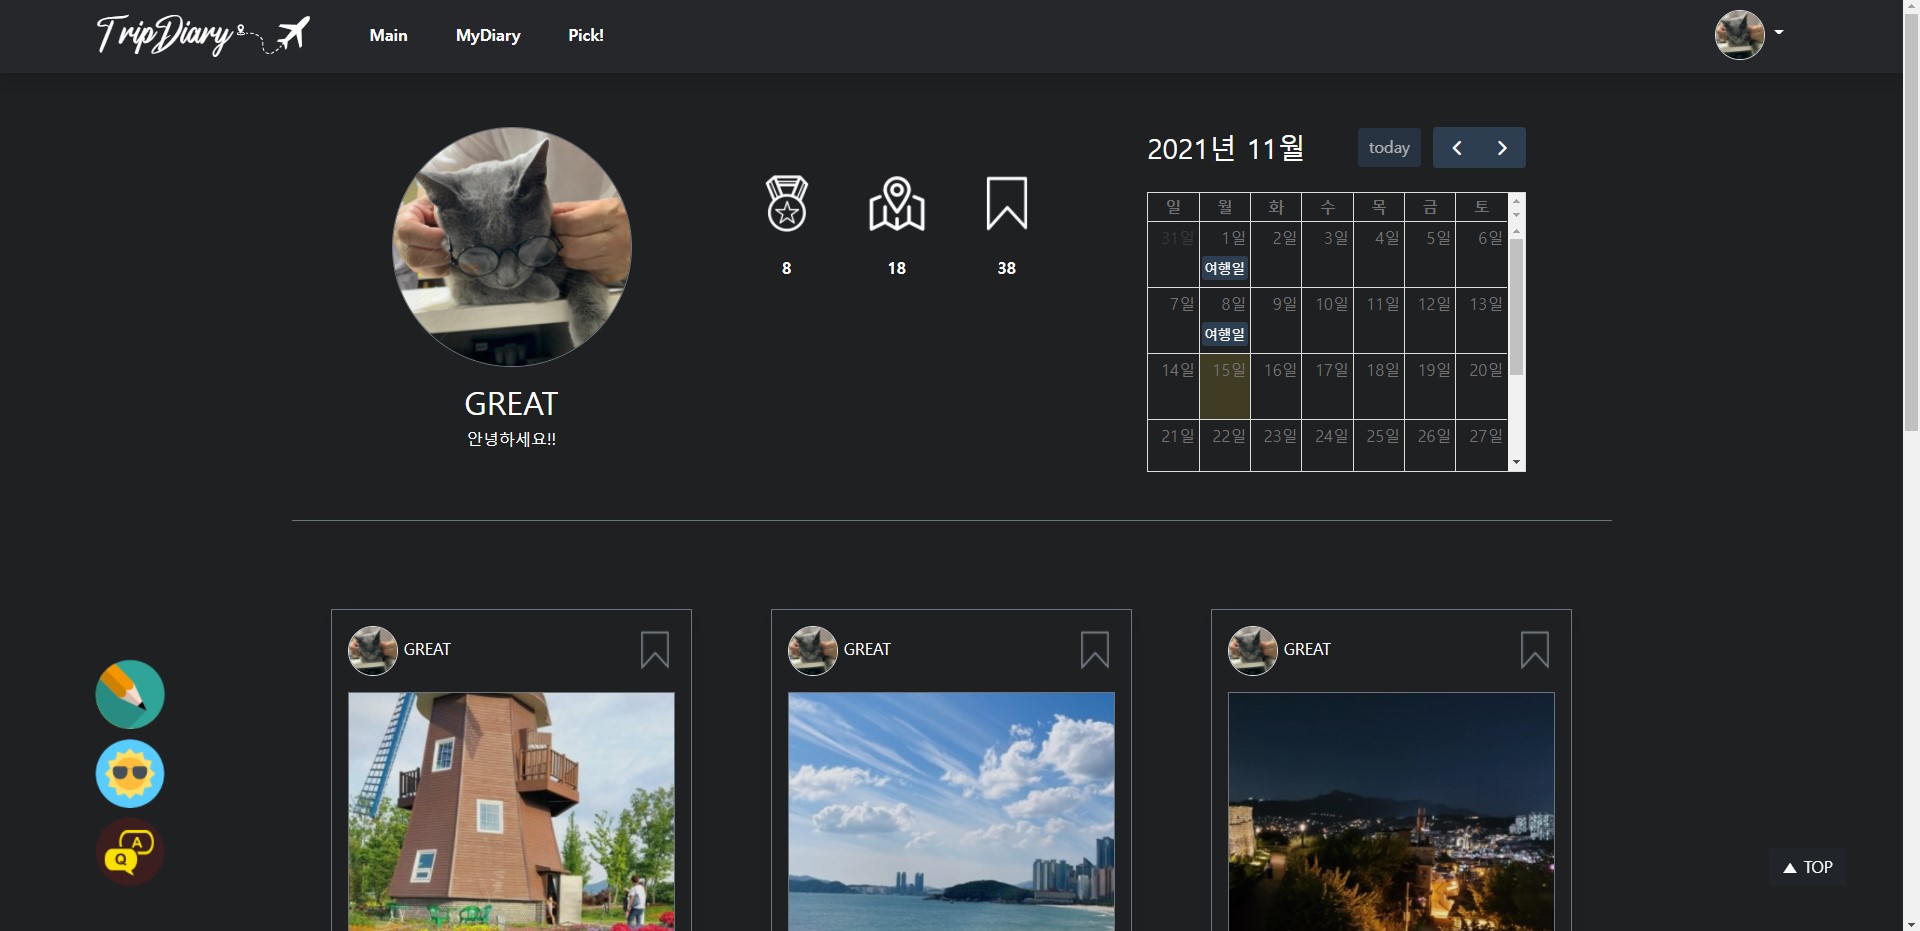 TripDiary
Main MyDiary Pick!
2021년 11월 today
8 18 38
일 월 화 수 목 금 토
31일 1일 2일 3일 4일 5일 6일
여행일
7일 8일 9일 10일 11일 12일 13일
여행일
14일 15일 16일 17일 18일 19일 20일
21일 22일 23일 24일 25일 26일 27일
GREAT
안녕하세요!!
GREAT
GREAT
GREAT
A
Q
▲ TOP